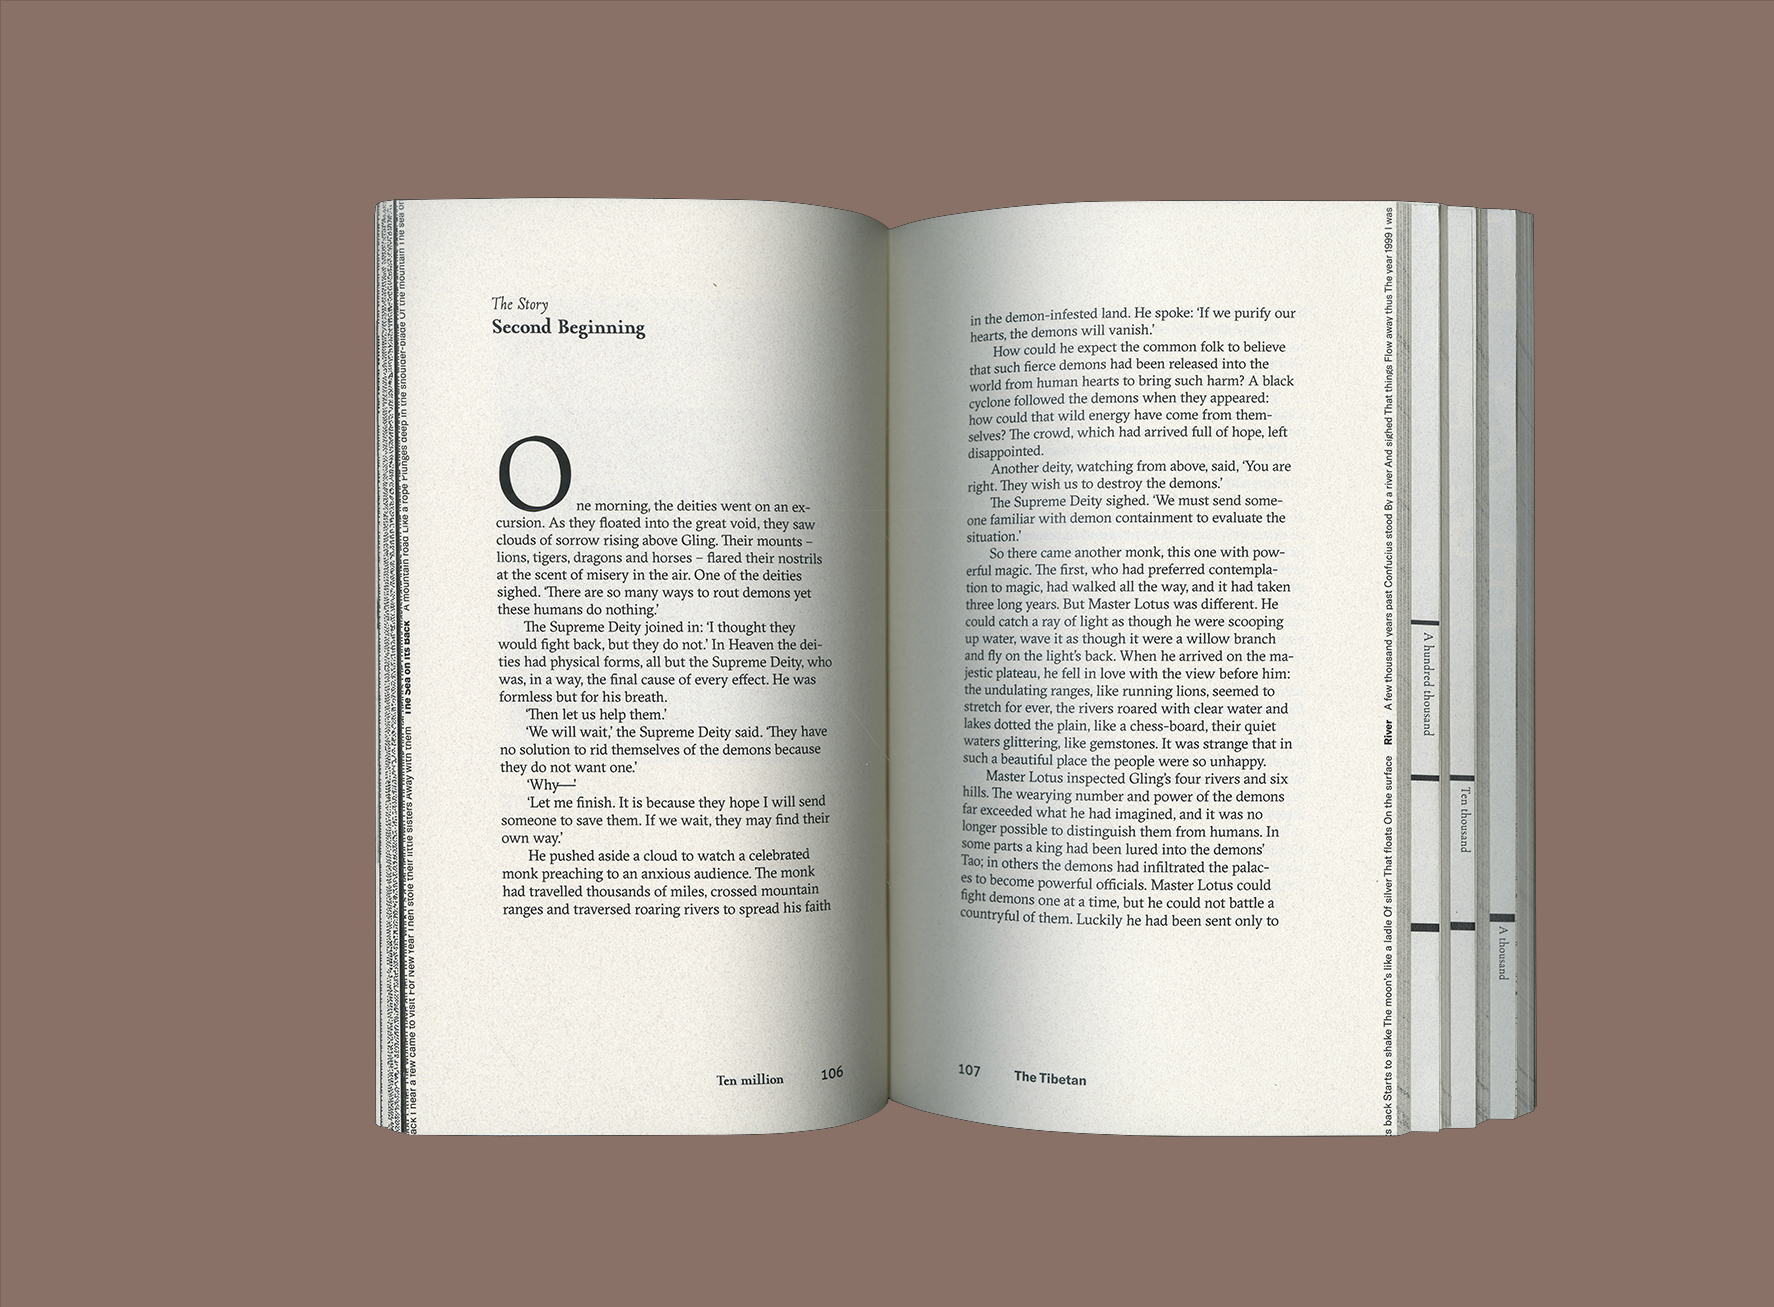 The Story
Second Beginning
One morning, the deities went on an ex-
cursion. As they floated into the great void, they saw
clouds of sorrow rising above Gling. Their mounts –
lions, tigers, dragons and horses – flared their nostrils
at the scent of misery in the air. One of the deities
sighed. ‘There are so many ways to rout demons yet
these humans do nothing.’
The Supreme Deity joined in: ‘I thought they
would fight back, but they do not.’ In Heaven the dei-
ties had physical forms, all but the Supreme Deity, who
was, in a way, the final cause of every effect. He was
formless but for his breath.
‘Then let us help them.’
‘We will wait,’ the Supreme Deity said. ‘They have
no solution to rid themselves of the demons because
they do not want one.’
‘Why—’
‘Let me finish. It is because they hope I will send
someone to save them. If we wait, they may find their
own way.’
He pushed aside a cloud to watch a celebrated
monk preaching to an anxious audience. The monk
had travelled thousands of miles, crossed mountain
ranges and traversed roaring rivers to spread his faith
Ten million 106
The Sea on its Back A mountain road Like a rope Plunges deep in the shoulder-blade Of the mountain The sea
in the demon-infested land. He spoke: ‘If we purify our
hearts, the demons will vanish.’
How could he expect the common folk to believe
that such fierce demons had been released into the
world from human hearts to bring such harm? A black
cyclone followed the demons when they appeared:
how could that wild energy have come from them-
selves? The crowd, which had arrived full of hope, left
disappointed.
Another deity, watching from above, said, ‘You are
right. They wish us to destroy the demons.’
The Supreme Deity sighed. ‘We must send some-
one familiar with demon containment to evaluate the
situation.’
So there came another monk, this one with pow-
erful magic. The first, who had preferred contempla-
tion to magic, had walked all the way, and it had taken
three long years. But Master Lotus was different. He
could catch a ray of light as though he were scooping
up water, wave it as though it were a willow branch
and fly on the light’s back. When he arrived on the ma-
jestic plateau, he fell in love with the view before him:
the undulating ranges, like running lions, seemed to
stretch for ever, the rivers roared with clear water and
lakes dotted the plain, like a chess-board, their quiet
waters glittering, like gemstones. It was strange that in
such a beautiful place the people were so unhappy.
Master Lotus inspected Gling’s four rivers and six
hills. The wearying number and power of the demons
far exceeded what he had imagined, and it was no
longer possible to distinguish them from humans. In
some parts a king had been lured into the demons’
Tao; in others the demons had infiltrated the palac-
es to become powerful officials. Master Lotus could
fight demons one at a time, but he could not battle a
countryful of them. Luckily he had been sent only to
107 The Tibetan
back Starts to shake The moon’s like a ladle Of silver That floats On the surface River A few thousand years past Confucius stood By a river And sighed That things Flow away thus The year 1999 I was
A hundred thousand
Ten thousand
A thousand